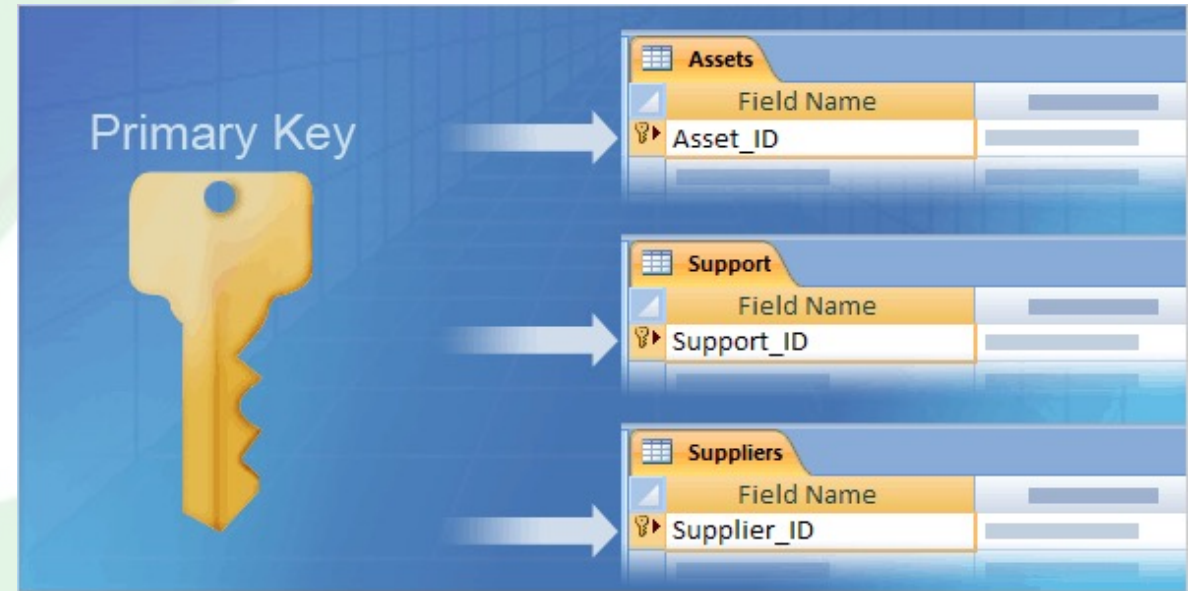 Primary Key
Assets
Field Name
Asset_ID
Support
Field Name
Support_ID
Suppliers
Field Name
Supplier_ID